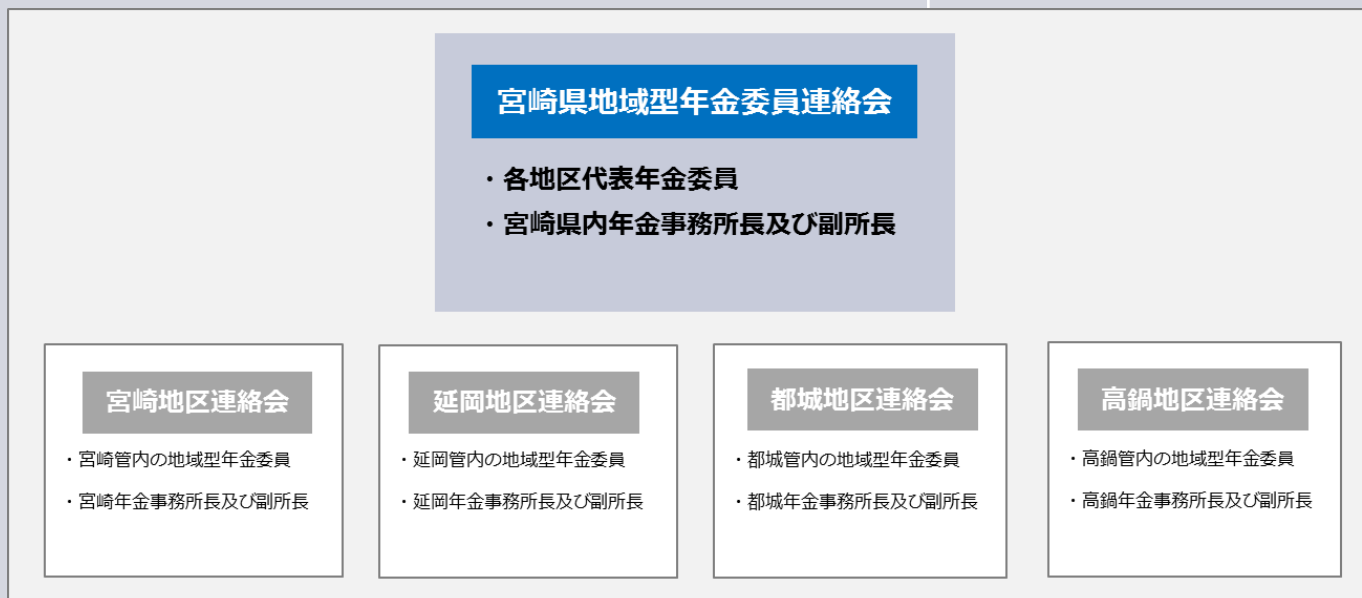 宮崎県地域型年金委員連絡会
・各地区代表年金委員
・宮崎県内年金事務所長及び副所長
宮崎地区連絡会
・宮崎管内の地域型年金委員
・宮崎年金事務所長及び副所長
延岡地区連絡会
・延岡管内の地域型年金委員
・延岡年金事務所長及び副所長
都城地区連絡会
・都城管内の地域型年金委員
・都城年金事務所長及び副所長
高鍋地区連絡会
・高鍋管内の地域型年金委員
・高鍋年金事務所長及び副所長